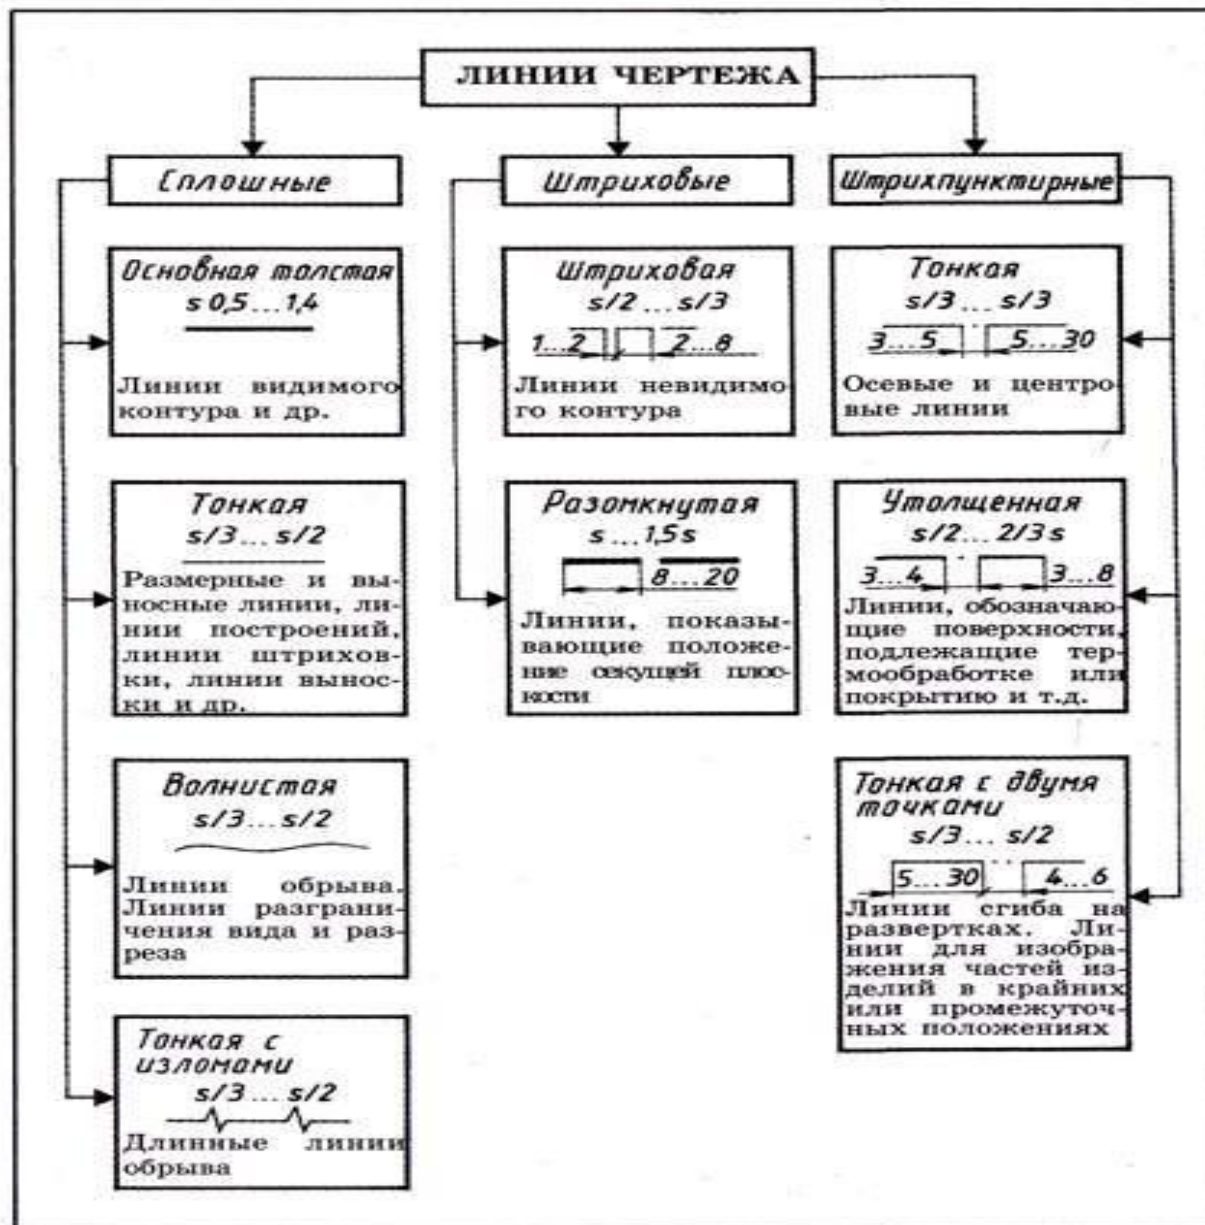 ЛИНИИ ЧЕРТЕЖА
Сплошные
Основная толстая
s 0,5...1,4
Линии видимого
контура и др.
Тонкая
s/3...s/2
Размерные и вы-
носные линии, ли-
нии построений,
линии штрихов-
ки, линии вынос-
ки и др.
Волнистая
s/3...s/2
Линии обрыва.
Линии разграни-
чения вида и раз-
реза
Тонкая с
изломами
s/3...s/2
Длинные линии
обрыва
Штриховые
Штриховая
s/2...s/3
1...2 2...8
Линии невидимо-
го контура
Разомкнутая
s...1,5s
8...20
Линии, показы-
вающие положе-
ние секущей плос-
кости
Штрихпунктирные
Тонкая
s/3...s/3
3...5 5...30
Осевые и центро-
вые линии
Утолщенная
s/2...2/3s
3...4 3...8
Линии, обозначаю-
щие поверхности,
подлежащие тер-
мообработке или
покрытию и т.д.
Тонкая с двумя
точками
s/3...s/2
5...30 4...6
Линии сгиба на
развертках. Ли-
нии для изобра-
жения частей из-
делий в крайних
или промежуточ-
ных положениях